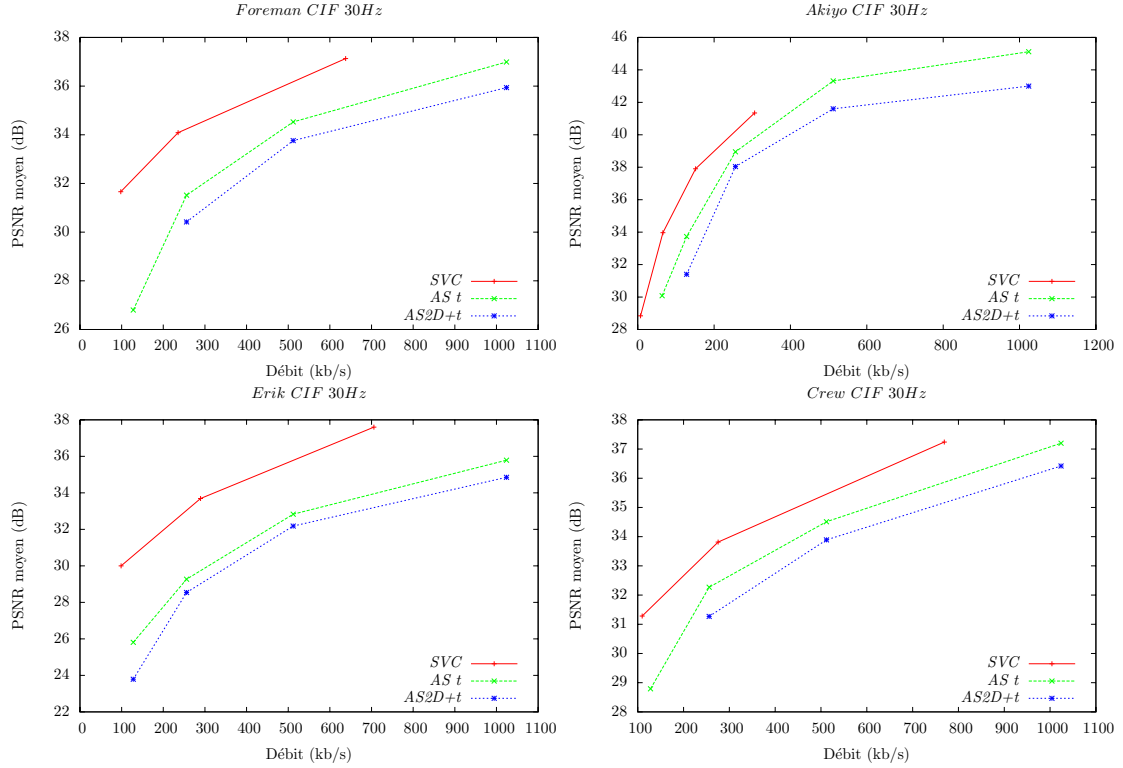 Foreman CIF 30Hz
38
36
34
32
30
28
26
PSNR moyen (dB)
SVC
AS t
AS2D+t
0 100 200 300 400 500 600 700 800 900 1000 1100
Débit (kb/s)
Akiyo CIF 30Hz
46
44
42
40
38
36
34
32
30
28
PSNR moyen (dB)
SVC
AS t
AS2D+t
0 200 400 600 800 1000 1200
Débit (kb/s)
Erik CIF 30Hz
38
36
34
32
30
28
26
24
22
PSNR moyen (dB)
SVC
AS t
AS2D+t
0 100 200 300 400 500 600 700 800 900 1000 1100
Débit (kb/s)
Crew CIF 30Hz
38
37
36
35
34
33
32
31
30
29
28
PSNR moyen (dB)
SVC
AS t
AS2D+t
100 200 300 400 500 600 700 800 900 1000 1100
Débit (kb/s)